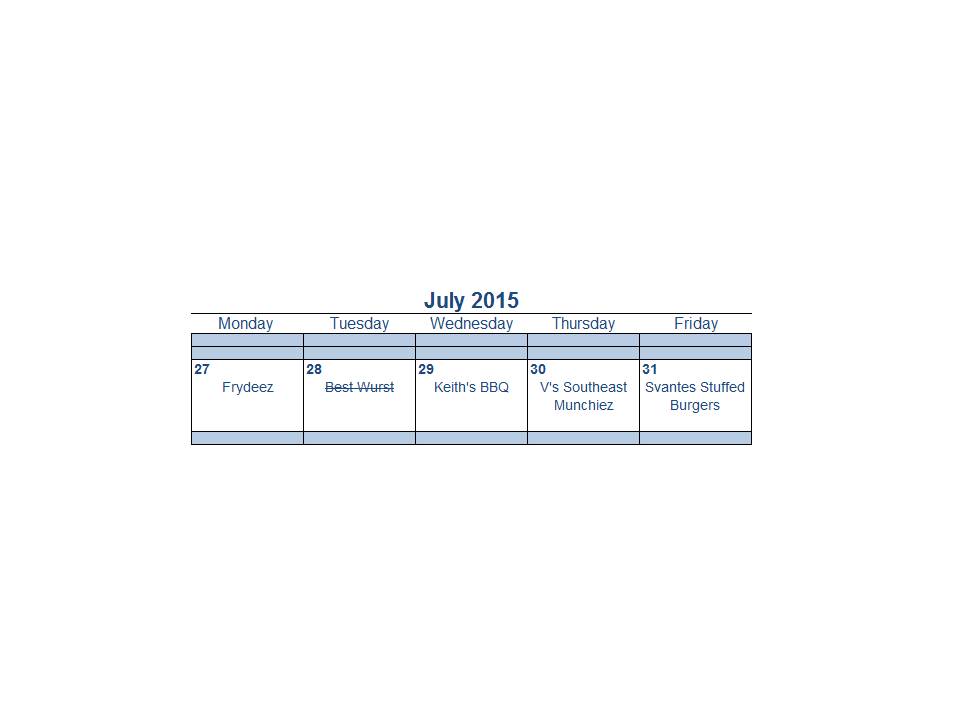 July 2015
Monday Tuesday Wednesday Thursday Friday
27 28 29 30 31
Frydeez Best Wurst Keith's BBQ V's Southeast Svantes Stuffed
Munchiez Burgers